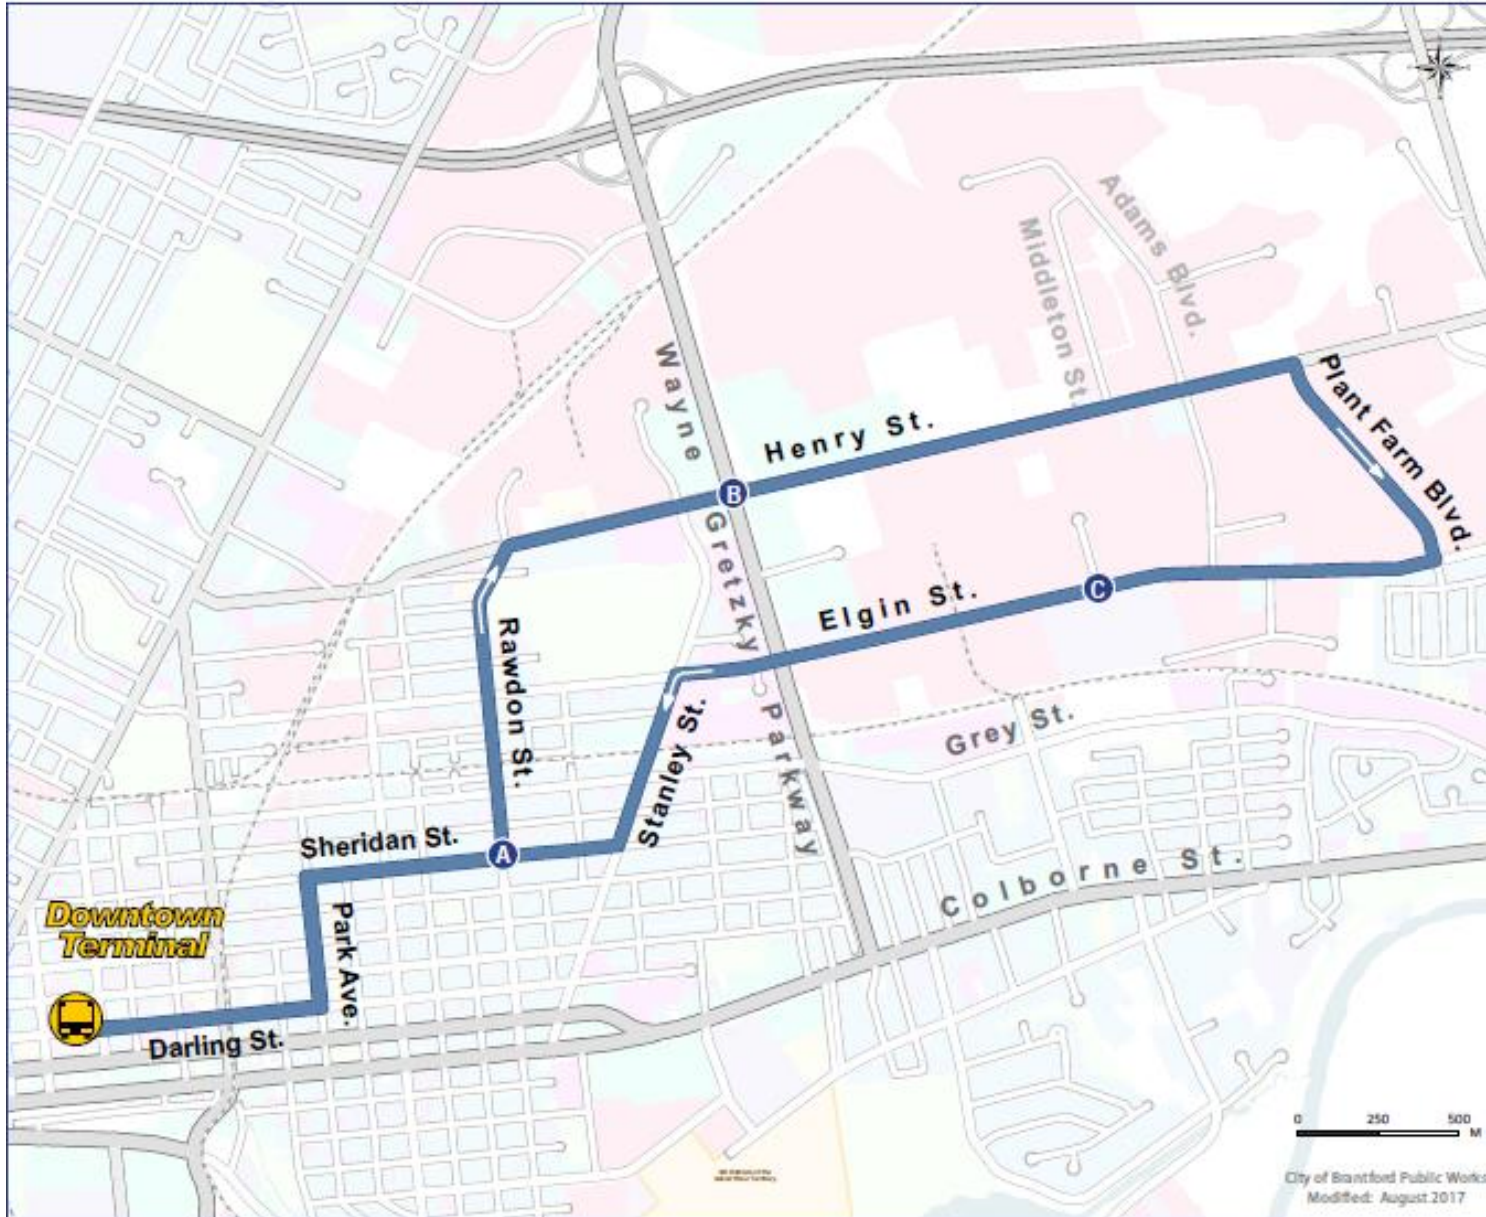 Adams Blvd.
Middleton St.
Wayne
Gretzky
Parkway
Henry St.
Plant Farm Blvd.
B
C
Elgin St.
Rawdon St.
Stanley St.
Grey St.
Sheridan St.
A
Colborne St.
Downtown
Terminal
Park Ave.
Darling St.
0 250 500
M
City of Brantford Public Works
Modified: August 2017